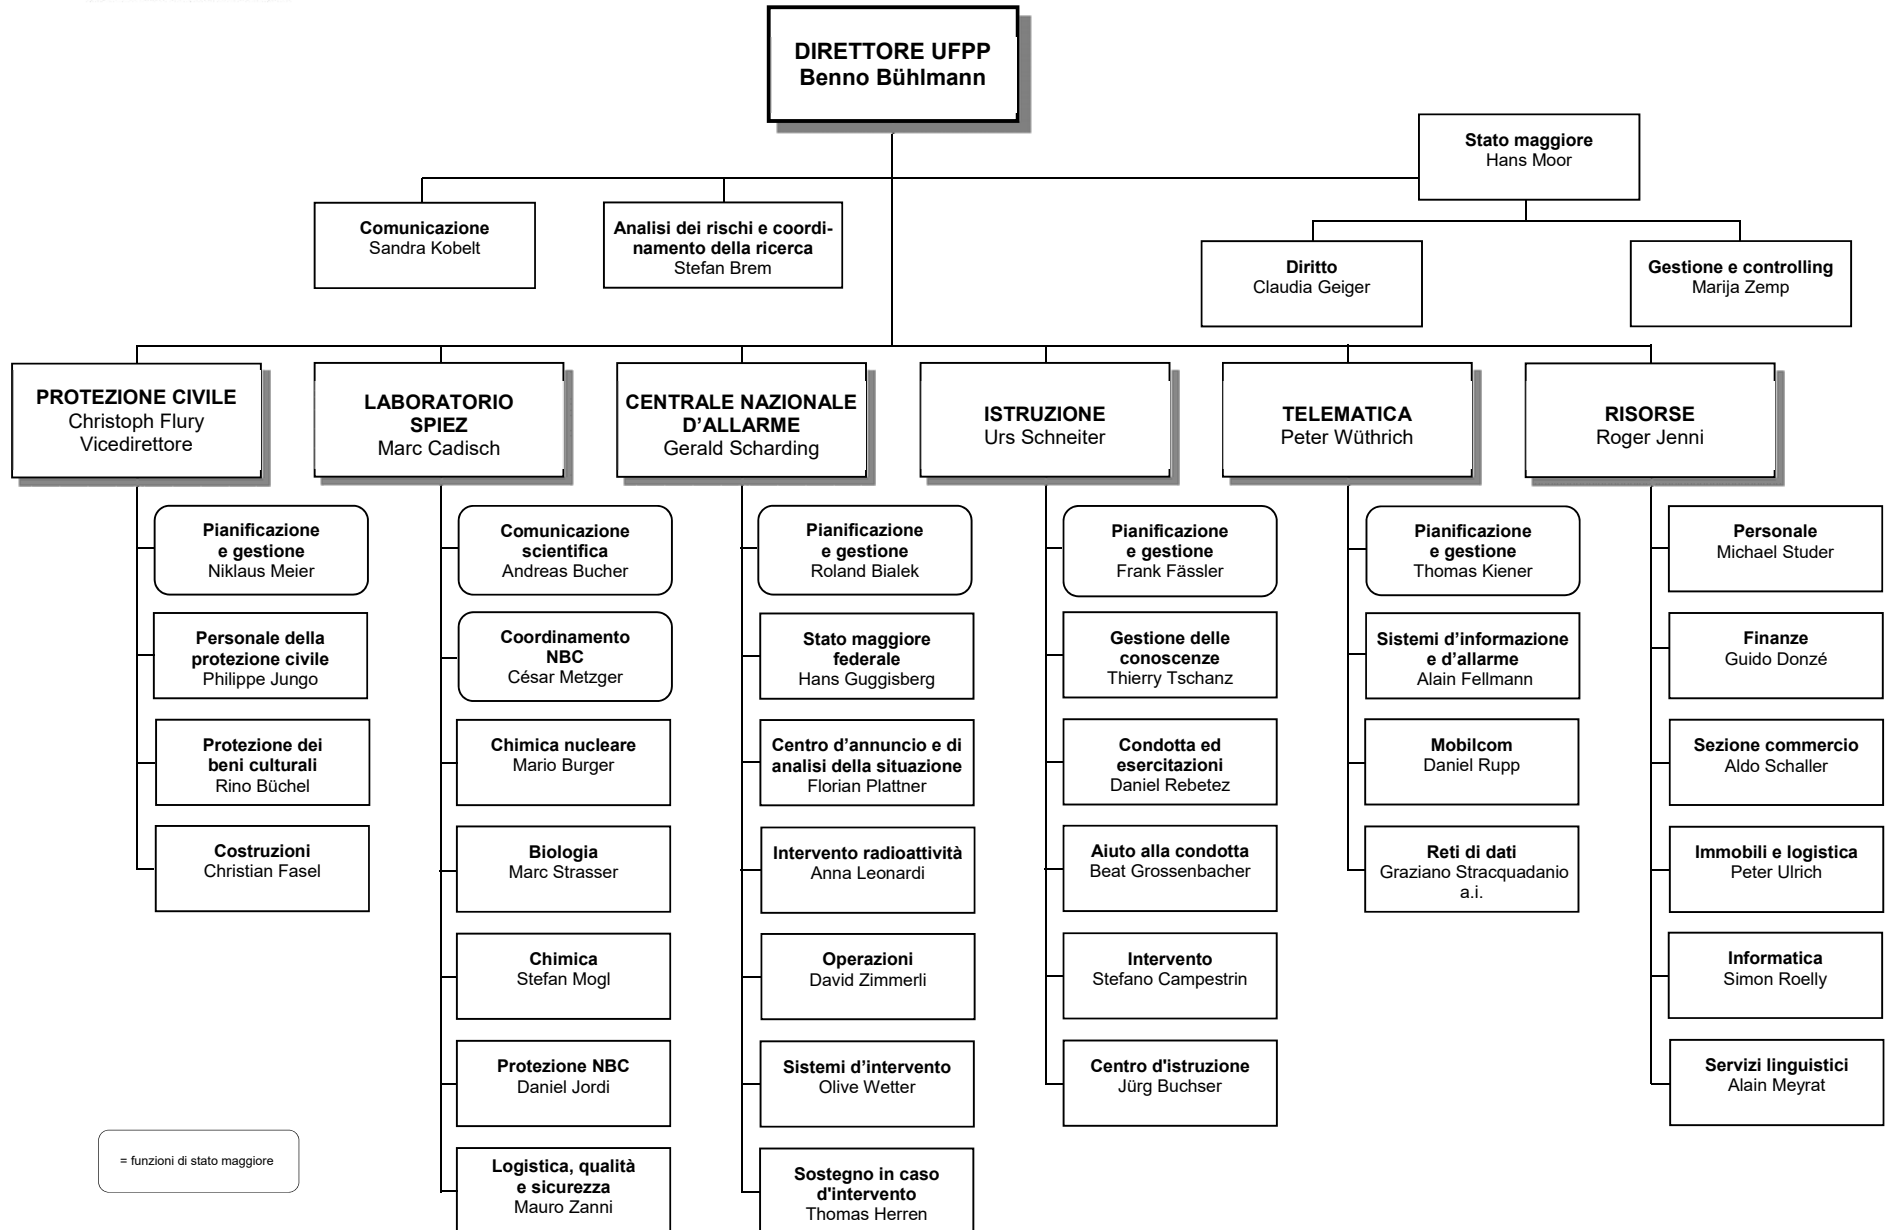 DIRETTORE UFPP
Benno Bühlmann
Stato maggiore
Hans Moor
Comunicazione
Sandra Kobelt
Analisi dei rischi e coordi-
namento della ricerca
Stefan Brem
Diritto
Claudia Geiger
Gestione e controlling
Marija Zemp
PROTEZIONE CIVILE
Christoph Flury
Vicedirettore
LABORATORIO
SPIEZ
Marc Cadisch
CENTRALE NAZIONALE
D’ALLARME
Gerald Scharding
ISTRUZIONE
Urs Schneiter
TELEMATICA
Peter Wüthrich
RISORSE
Roger Jenni
Pianificazione
e gestione
Niklaus Meier
Personale della
protezione civile
Philippe Jungo
Protezione dei
beni culturali
Rino Büchel
Costruzioni
Christian Fasel
Comunicazione
scientifica
Andreas Bucher
Coordinamento
NBC
César Metzger
Chimica nucleare
Mario Burger
Biologia
Marc Strasser
Chimica
Stefan Mogl
Protezione NBC
Daniel Jordi
Logistica, qualità
e sicurezza
Mauro Zanni
Pianificazione
e gestione
Roland Bialek
Stato maggiore
federale
Hans Guggisberg
Centro d’annuncio e di
analisi della situazione
Florian Plattner
Intervento radioattività
Anna Leonardi
Operazioni
David Zimmerli
Sistemi d’intervento
Olive Wetter
Sostegno in caso
d'intervento
Thomas Herren
Pianificazione
e gestione
Frank Fässler
Gestione delle
conoscenze
Thierry Tschanz
Condotta ed
esercitazioni
Daniel Rebetez
Aiuto alla condotta
Beat Grossenbacher
Intervento
Stefano Campestrin
Centro d'istruzione
Jürg Buchser
Pianificazione
e gestione
Thomas Kiener
Sistemi d’informazione
e d’allarme
Alain Fellmann
Mobilcom
Daniel Rupp
Reti di dati
Graziano Stracquadanio
a.i.
Personale
Michael Studer
Finanze
Guido Donzé
Sezione commercio
Aldo Schaller
Immobili e logistica
Peter Ulrich
Informatica
Simon Roelly
Servizi linguistici
Alain Meyrat
= funzioni di stato maggiore